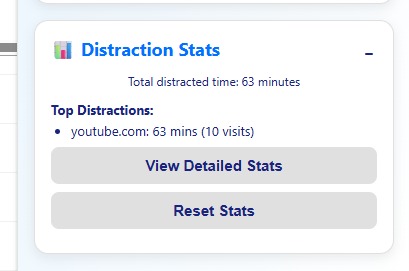 Distraction Stats
–
Total distracted time: 63 minutes
Top Distractions:
• youtube.com: 63 mins (10 visits)
View Detailed Stats
Reset Stats